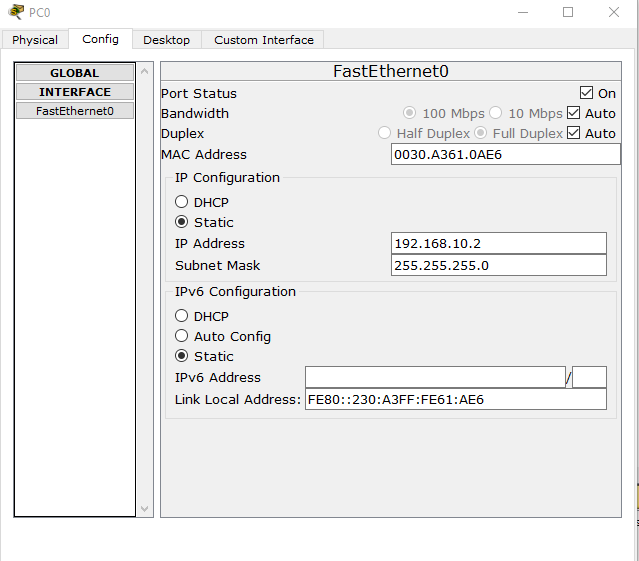 PC0
Physical Config Desktop Custom Interface
GLOBAL
INTERFACE
FastEthernet0
FastEthernet0
Port Status On
Bandwidth 100 Mbps 10 Mbps Auto
Duplex Half Duplex Full Duplex Auto
MAC Address 0030.A361.0AE6
IP Configuration
DHCP
Static
IP Address 192.168.10.2
Subnet Mask 255.255.255.0
IPv6 Configuration
DHCP
Auto Config
Static
IPv6 Address /
Link Local Address: FE80::230:A3FF:FE61:AE6